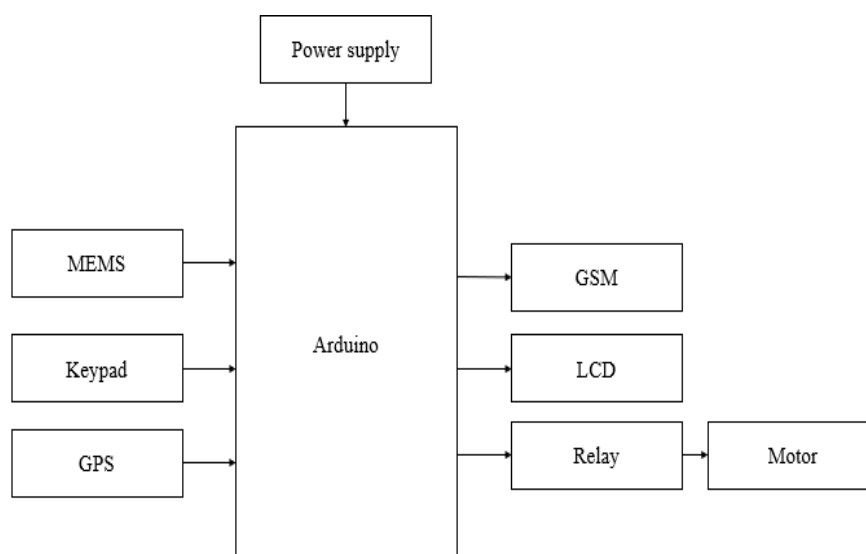 Power supply
MEMS
Keypad
GPS
Arduino
GSM
LCD
Relay
Motor